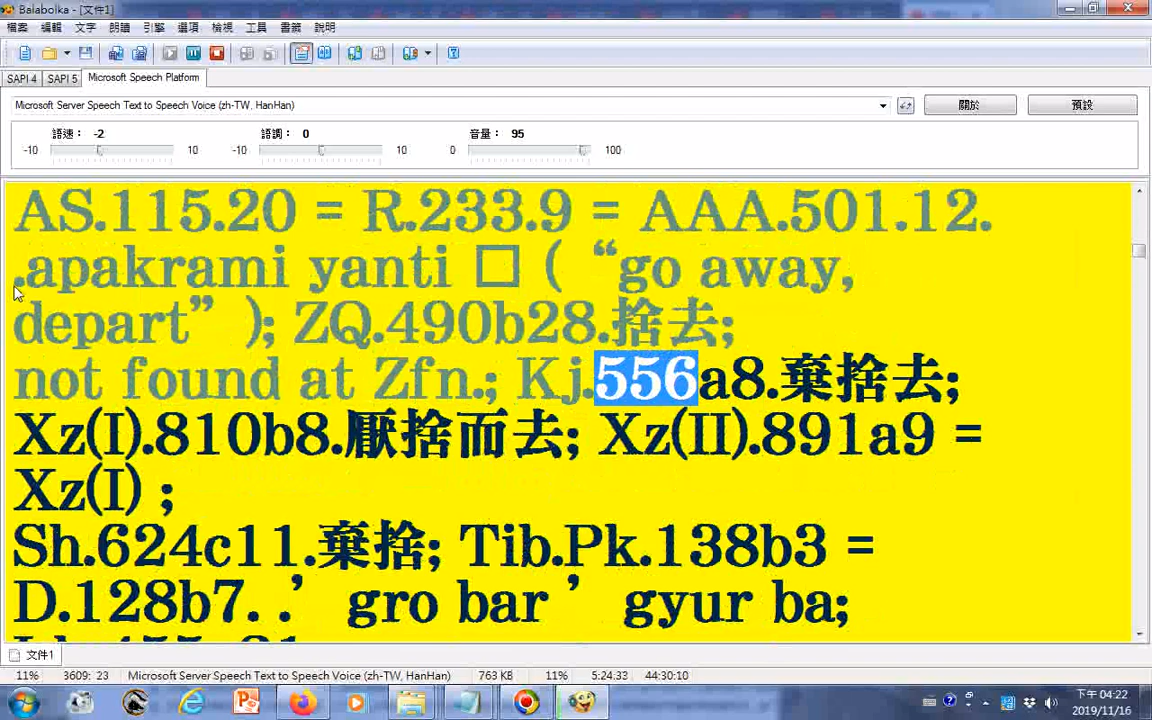 Balabolka - [文件1]
檔案 編輯 文字 朗讀 引擎 選項 檢視 工具 書籤 說明
SAPI 4 SAPI 5 Microsoft Speech Platform
Microsoft Server Speech Text to Speech Voice (zh-TW, HanHan) 關於 預設
語速： -2 語調： 0 音量： 95
-10 10 -10 10 0 100
AS.115.20 = R.233.9 = AAA.501.12.
.apakrami yanti □ ( “go away,
depart” ); ZQ.490b28.捨去;
not found at Zfn.; Kj.556a8.棄捨去;
Xz(I).810b8.厭捨而去; Xz(II).891a9 =
Xz(I) ;
Sh.624c11.棄捨; Tib.Pk.138b3 =
D.128b7. .’ gro bar ’ gyur ba;
文件1
11% 3609: 23 Microsoft Server Speech Text to Speech Voice (zh-TW, HanHan) 763 KB 11% 5:24:33 44:30:10
下午 04:22
2019/11/16